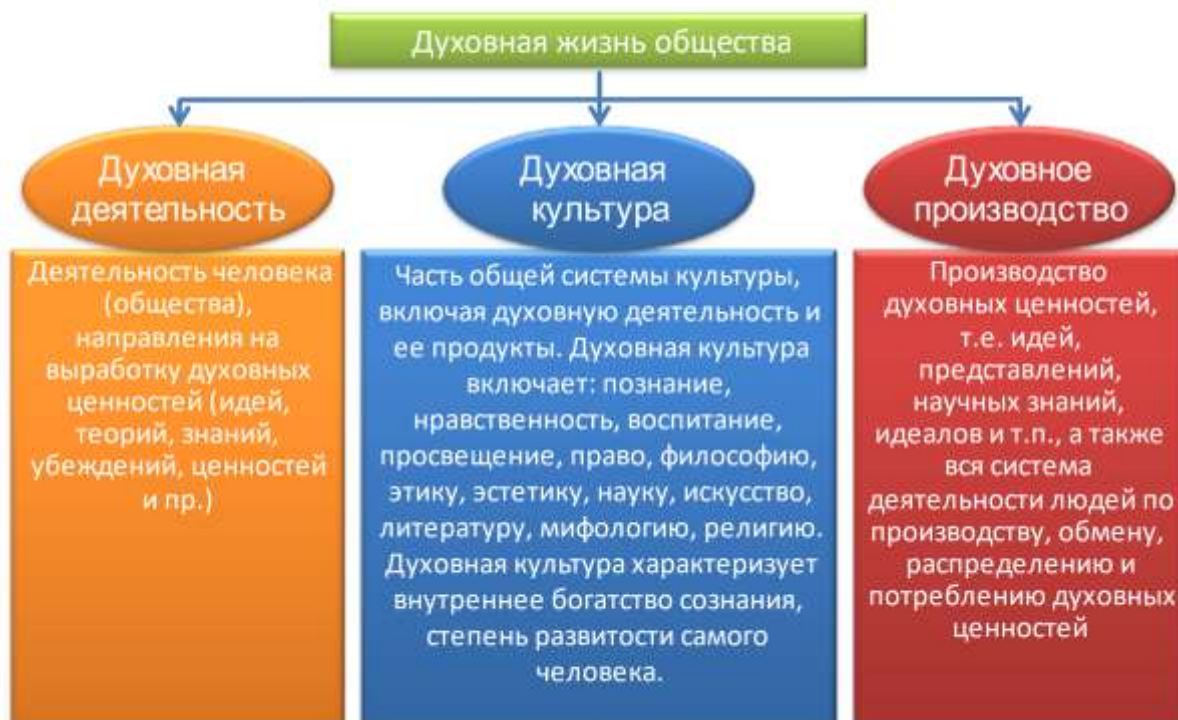 Духовная жизнь общества
Духовная
деятельность
Деятельность человека
(общества),
направления на
выработку духовных
ценностей (идей,
теорий, знаний,
убеждений, ценностей
и пр.)
Духовная
культура
Часть общей системы культуры,
включая духовную деятельность и
ее продукты. Духовная культура
включает: познание,
нравственность, воспитание,
просвещение, право, философию,
этику, эстетику, науку, искусство,
литературу, мифологию, религию.
Духовная культура характеризует
внутреннее богатство сознания,
степень развитости самого
человека.
Духовное
производство
Производство
духовных ценностей,
т.е. идей,
представлений,
научных знаний,
идеалов и т.п., а также
вся система
деятельности людей по
производству, обмену,
распределению и
потреблению духовных
ценностей